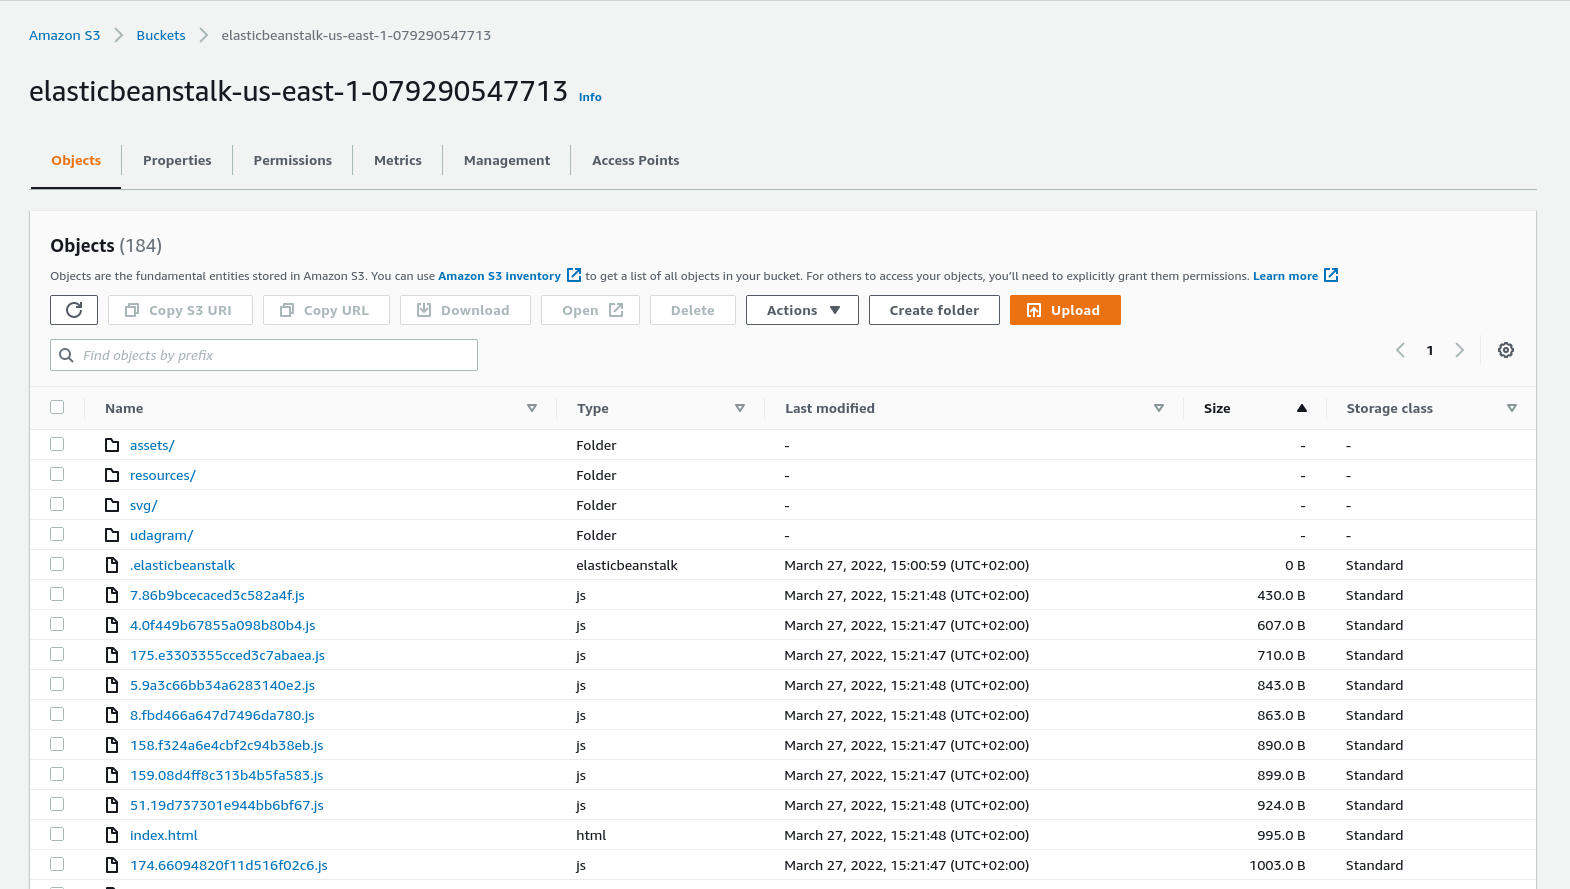 Amazon S3 > Buckets > elasticbeanstalk-us-east-1-079290547713
elasticbeanstalk-us-east-1-079290547713 Info
Objects Properties Permissions Metrics Management Access Points
Objects (184)
Objects are the fundamental entities stored in Amazon S3. You can use Amazon S3 inventory to get a list of all objects in your bucket. For others to access your objects, you'll need to explicitly grant them permissions. Learn more
Copy S3 URI Copy URL Download Open Delete Actions Create folder Upload
Find objects by prefix 1
Name Type Last modified Size Storage class
assets/ Folder - - -
resources/ Folder - - -
svg/ Folder - - -
udagram/ Folder - - -
.elasticbeanstalk elasticbeanstalk March 27, 2022, 15:00:59 (UTC+02:00) 0 B Standard
7.86b9bcecaced3c582a4f.js js March 27, 2022, 15:21:48 (UTC+02:00) 430.0 B Standard
4.0f449b67855a098b80b4.js js March 27, 2022, 15:21:47 (UTC+02:00) 607.0 B Standard
175.e3303355cced3c7abaea.js js March 27, 2022, 15:21:47 (UTC+02:00) 710.0 B Standard
5.9a3c66bb34a6283140e2.js js March 27, 2022, 15:21:48 (UTC+02:00) 843.0 B Standard
8.fbd466a647d7496da780.js js March 27, 2022, 15:21:48 (UTC+02:00) 863.0 B Standard
158.f324a6e4cbf2c94b38eb.js js March 27, 2022, 15:21:47 (UTC+02:00) 890.0 B Standard
159.08d4ff8c313b4b5fa583.js js March 27, 2022, 15:21:47 (UTC+02:00) 899.0 B Standard
51.19d737301e944bb6bf67.js js March 27, 2022, 15:21:48 (UTC+02:00) 924.0 B Standard
index.html html March 27, 2022, 15:21:48 (UTC+02:00) 995.0 B Standard
174.66094820f11d516f02c6.js js March 27, 2022, 15:21:47 (UTC+02:00) 1003.0 B Standard